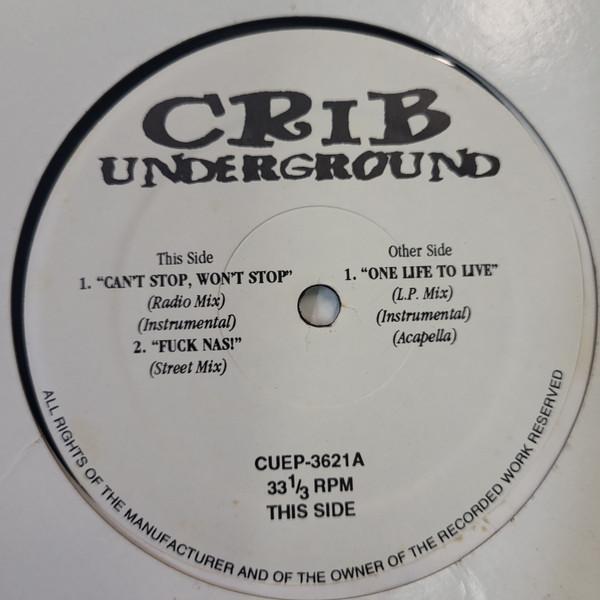 CRIB
UNDERGROUND
This Side
1. "CAN'T STOP, WON'T STOP"
(Radio Mix)
(Instrumental)
2. "FUCK NAS!"
(Street Mix)
Other Side
1. "ONE LIFE TO LIVE"
(L.P. Mix)
(Instrumental)
(Acapella)
CUEP-3621A
33 1/3 RPM
THIS SIDE
ALL RIGHTS OF THE MANUFACTURER AND OF THE OWNER OF THE RECORDED WORK RESERVED